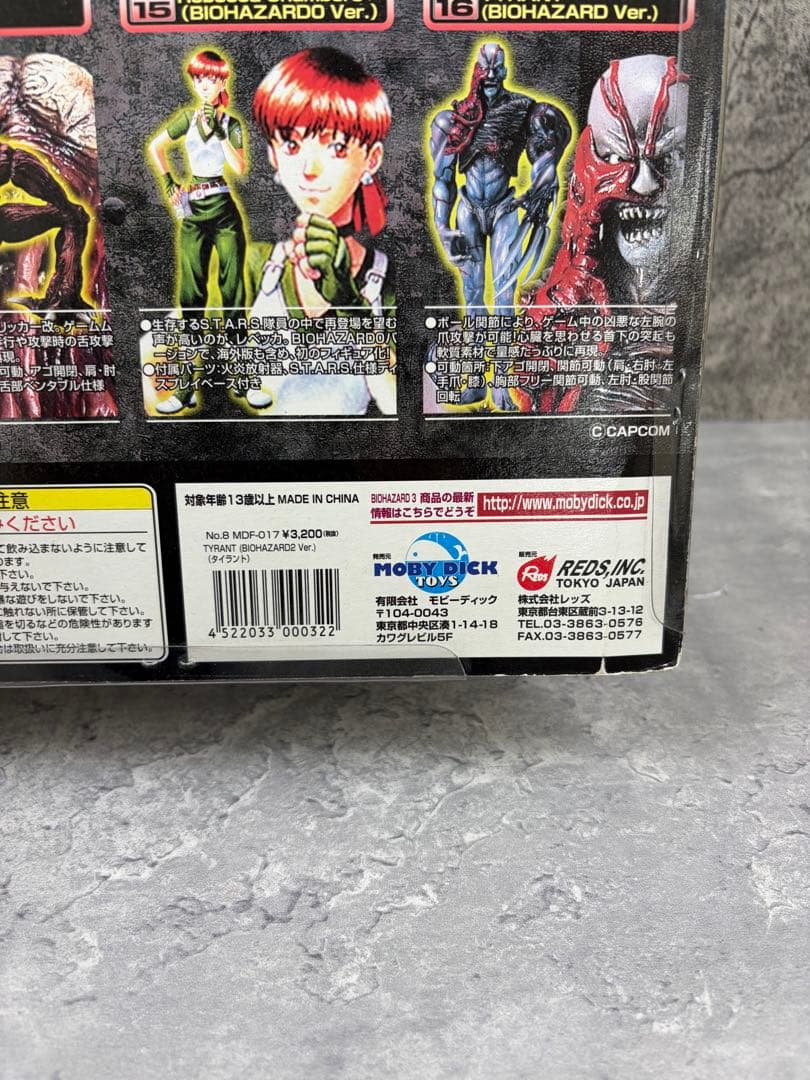 15
(BIOHAZARD0 Ver.)
16
(BIOHAZARD Ver.)
リッカー改。ゲームム
行や攻撃時の舌攻撃
現。
可動、アゴ開閉、肩・肘
舌部ベンダブル仕様
●生存するS.T.A.R.S.隊員の中で再登場を望む
声が高いのが、レベッカ。BIOHAZARD0バ
ージョンで、海外版も含め、初のフィギュア化!
●付属パーツ:火炎放射器、S.T.A.R.S.仕様ディ
スプレイベース付き
●ボール関節により、ゲーム中の凶悪な左腕の
爪攻撃が可能!心臓を思わせる首下の突起も
軟質素材で量感たっぷりに再現。
●可動箇所:下アゴ開閉、関節可動(肩・右肘・左
手爪・膝)、胸部フリー関節可動、左肘・股関節
回転
©CAPCOM
注意
みください
て飲み込まないように注意して
下さい。
与えないで下さい。
な遊びをしないで下さい。
に触れない所に保管して下さい。
を切るなどの危険性があります
して下さい。
は取扱いに充分注意して下さい。
対象年齢13歳以上 MADE IN CHINA
BIOHAZARD 3 商品の最新
情報はこちらでどうぞ
http://www.mobydick.co.jp
No.8 MDF-017 ¥3,200(税抜)
TYRANT (BIOHAZARD2 Ver.)
(タイラント)
4 522033 000322
発売元
MOBY DICK
TOYS
有限会社 モビーディック
〒104-0043
東京都中央区湊1-14-18
カワグレビル5F
販売元
REDS
REDS,INC.
TOKYO JAPAN
株式会社レッズ
東京都台東区蔵前3-13-12
TEL.03-3863-0576
FAX.03-3863-0577